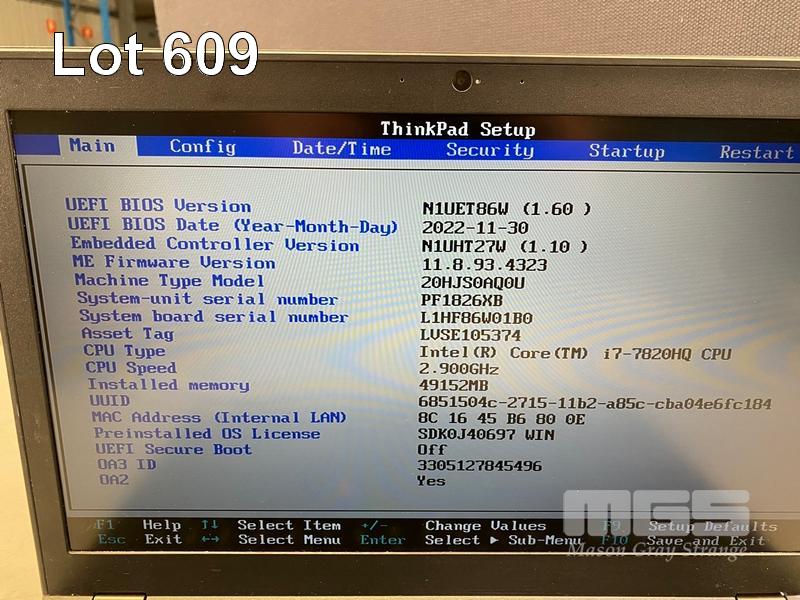 Lot 609
ThinkPad Setup
Main Config Date/Time Security Startup Restart
UEFI BIOS Version N1UET86W (1.60 )
UEFI BIOS Date (Year-Month-Day) 2022-11-30
Embedded Controller Version N1UHT27W (1.10 )
ME Firmware Version 11.8.93.4323
Machine Type Model 20HJS0AQ0U
System-unit serial number PF1826XB
System board serial number L1HF86W01B0
Asset Tag LVSE105374
CPU Type Intel(R) Core(TM) i7-7820HQ CPU
CPU Speed 2.900GHz
Installed memory 49152MB
UUID 6851504c-2715-11b2-a85c-cba04e6fc184
MAC Address (Internal LAN) 8C 16 45 B6 80 0E
Preinstalled OS License SDK0J40697 WIN
UEFI Secure Boot Off
OA3 ID 3305127845496
OA2 Yes
MGS
F1 Help ↑↓ Select Item +/- Change Values F9 Setup Defaults
Esc Exit ←→ Select Menu Enter Select ▶ Sub-Menu F10 Save and Exit
Mason Gray Strange